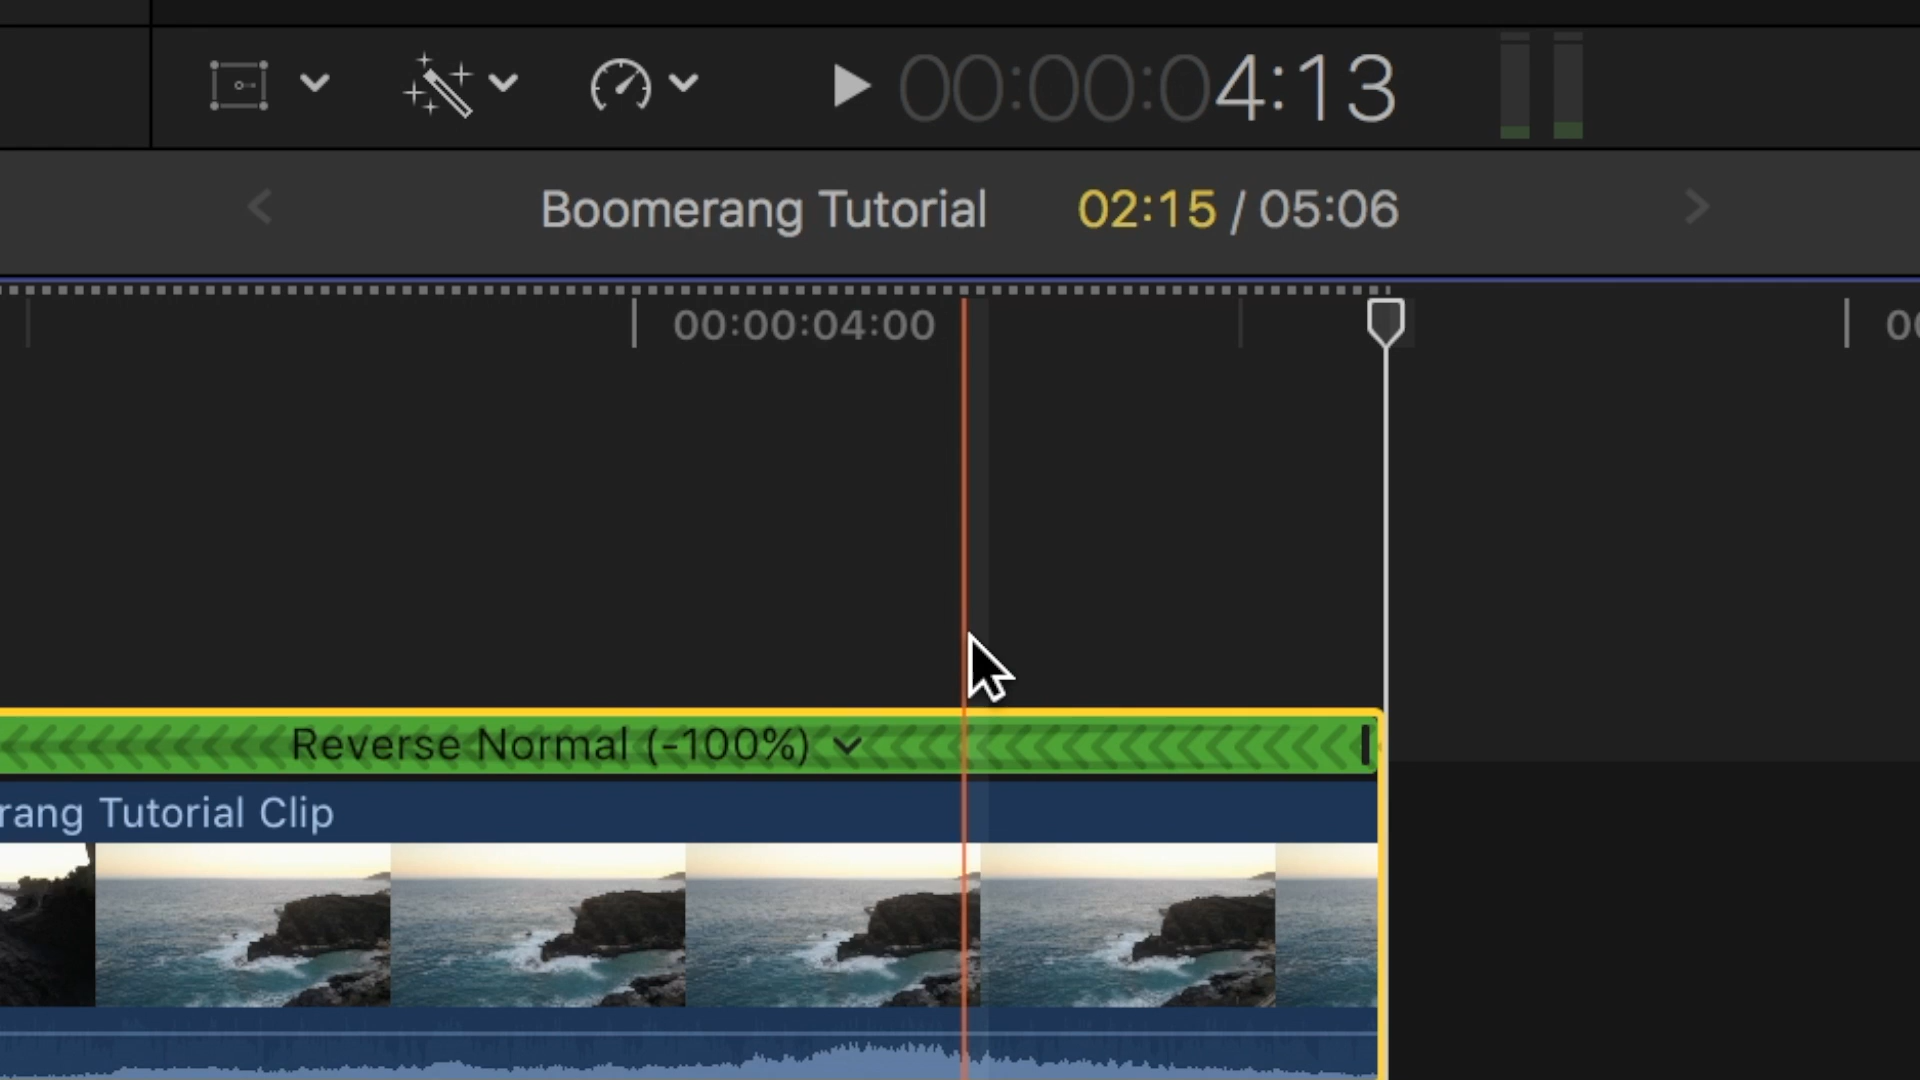 00:00:04:13
Boomerang Tutorial 02:15 / 05:06
00:00:04:00
Reverse Normal (-100%)
rang Tutorial Clip